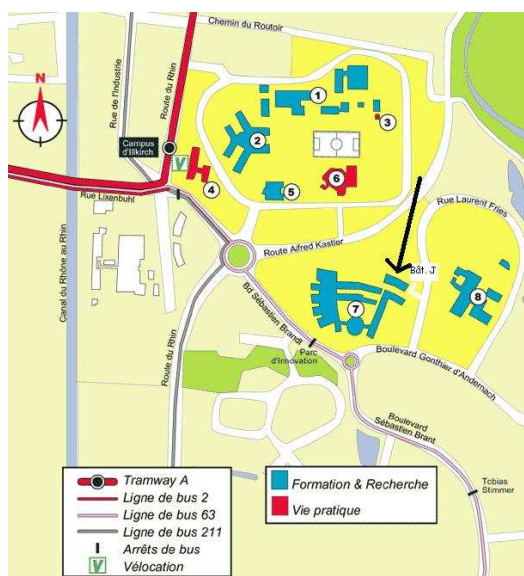 Chemin du Routoir
N
Rue de l'Industrie
Route du Rhin
Campus
d'Illkirch
V
1
2
3
4
5
6
Rue Lixenbuhl
Canal du Rhône au Rhin
Rue Laurent Fries
Route Alfred Kastler
Bât. J
7
8
Bd Sébastien Brandt
Parc
d'Innovation
Route du Rhin
Boulevard Gonthier d'Andernach
Boulevard
Sébastien Brant
Tobias
Stimmer
Tramway A
Ligne de bus 2
Ligne de bus 63
Ligne de bus 211
Arrêts de bus
V Vélocation
Formation & Recherche
Vie pratique